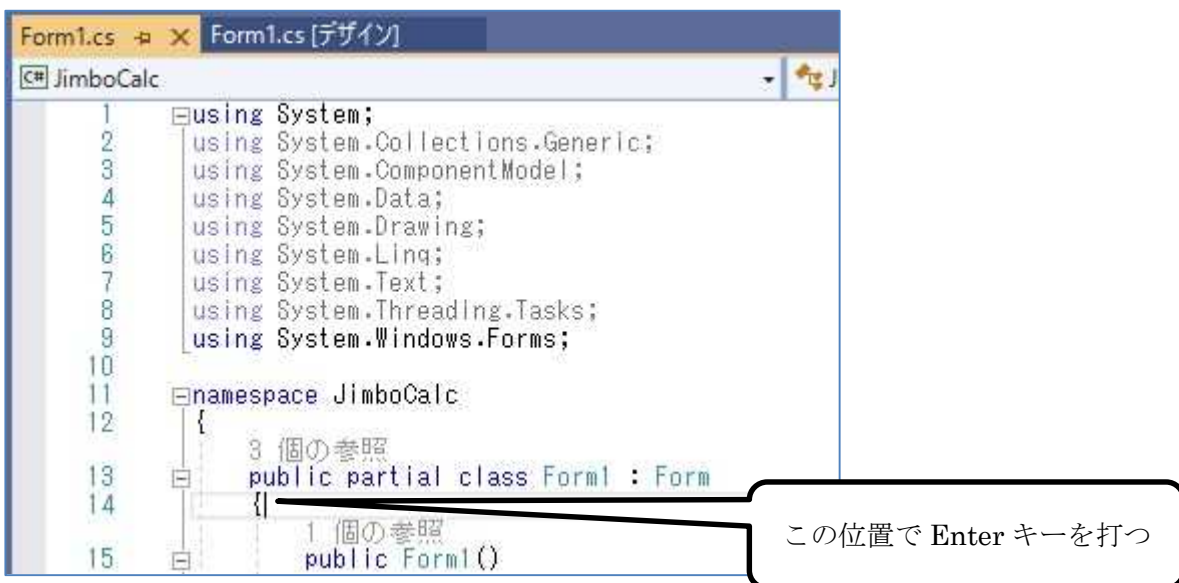 Form1.cs Form1.cs [デザイン]
C# JimboCalc J
1 using System;
2 using System.Collections.Generic;
3 using System.ComponentModel;
4 using System.Data;
5 using System.Drawing;
6 using System.Linq;
7 using System.Text;
8 using System.Threading.Tasks;
9 using System.Windows.Forms;
10
11 namespace JimboCalc
12 {
3 個の参照
13 public partial class Form1 : Form
14 {
1 個の参照
15 public Form1()
この位置で Enter キーを打つ